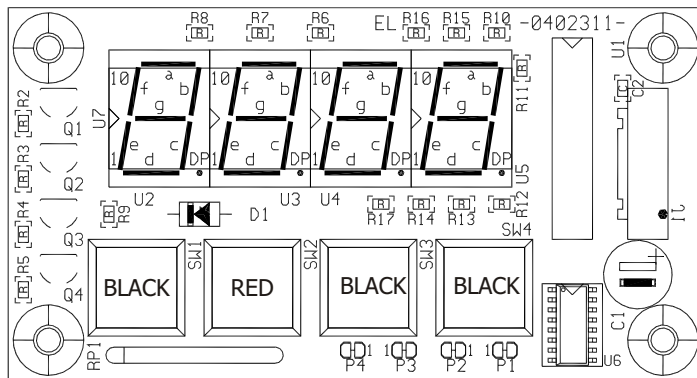 R8 R7 R6 EL R16 R15 R10 -0402311-
U1
R2 R R R R R R R
10 a 10 a 10 a 10 a R R11 C C2
f b f b f b f b
U7 g g g g
R Q1
R3 e c e c e c e c
1 d DP 1 d DP 1 d DP 1 d DP U5
R Q2 U2 U3 U4
R4 R R9 D1 R R R R R12
R17 R14 R13 J1
R Q3 SW1 SW2 SW3 SW4
R5 BLACK RED BLACK BLACK
R Q4 C1
RP1 P4 1 1 P3 P2 1 1 P1 U6